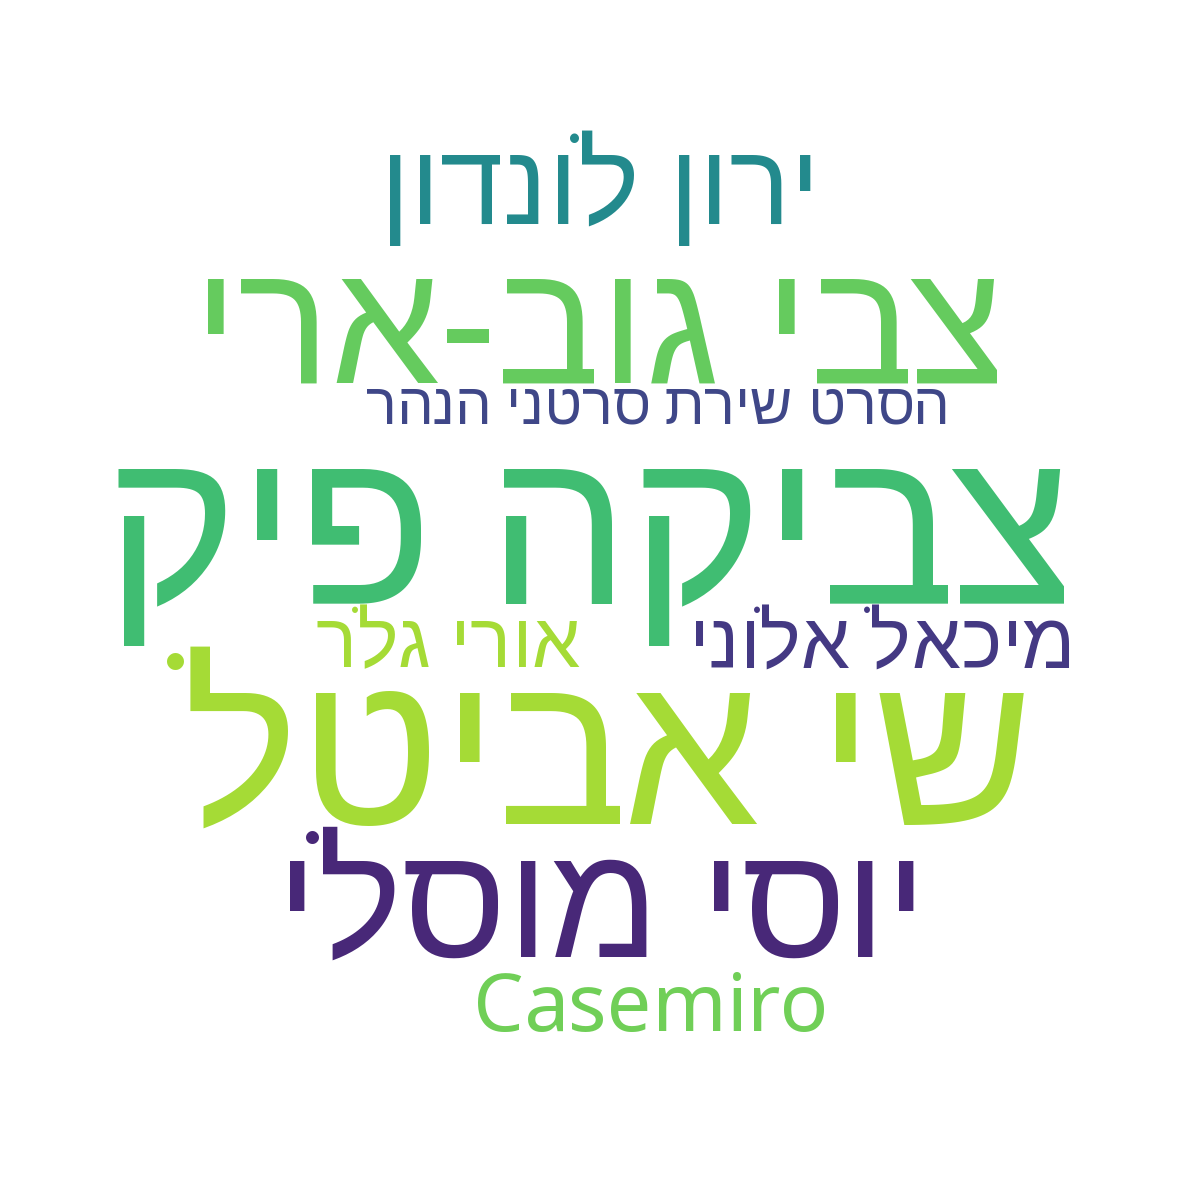 ירון לונדון
צבי גוב-ארי
הסרט שירת סרטני הנהר
צביקה פיק
מיכאל אלוני
אורי גלר
שי אביטל
יוסי מוסלי
Casemiro